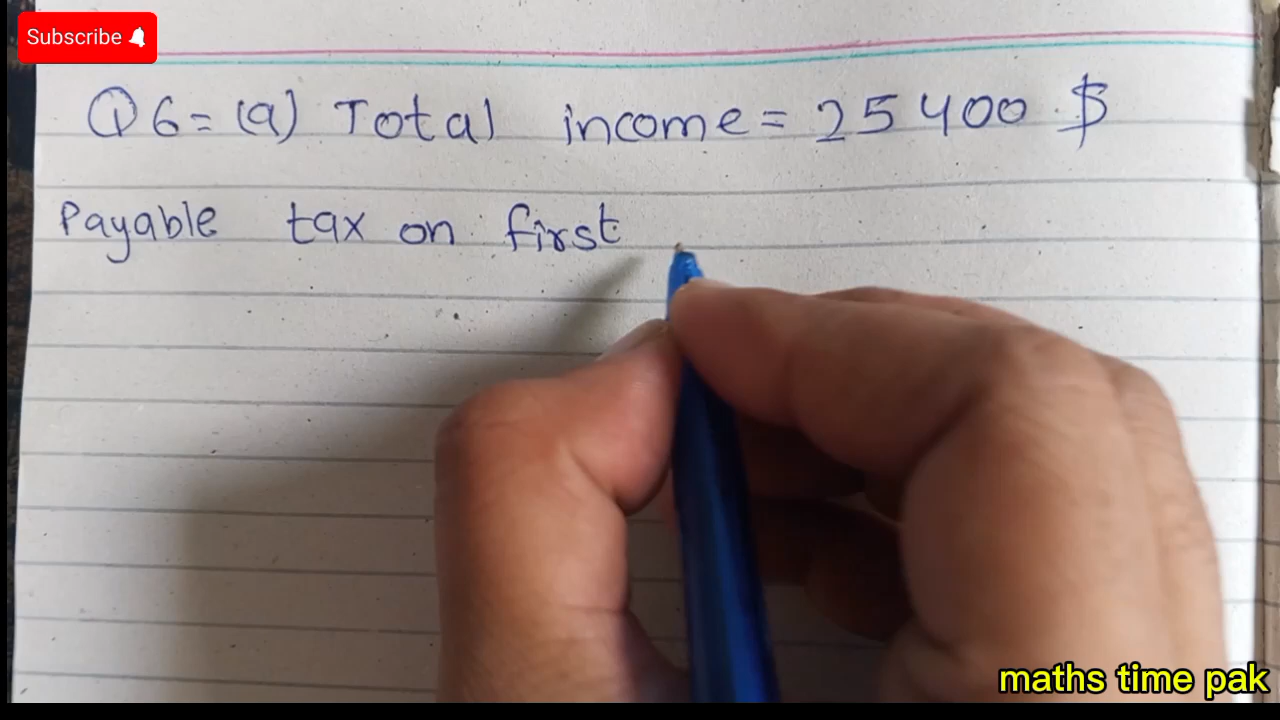 Subscribe
Q6= (a) Total income = 25400 $
Payable tax on first
maths time pak